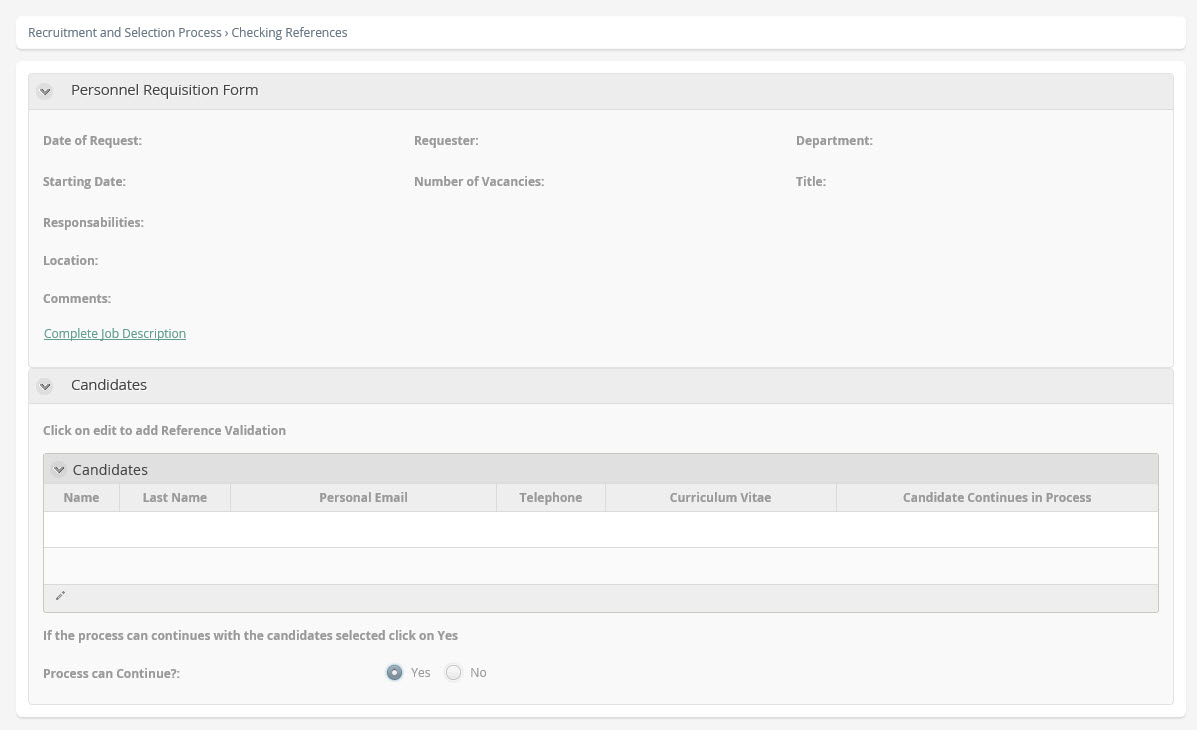 Recruitment and Selection Process › Checking References
Personnel Requisition Form
Date of Request: Requester: Department:
Starting Date: Number of Vacancies: Title:
Responsabilities:
Location:
Comments:
Complete Job Description
Candidates
Click on edit to add Reference Validation
Candidates
Name Last Name Personal Email Telephone Curriculum Vitae Candidate Continues in Process
If the process can continues with the candidates selected click on Yes
Process can Continue?: Yes No